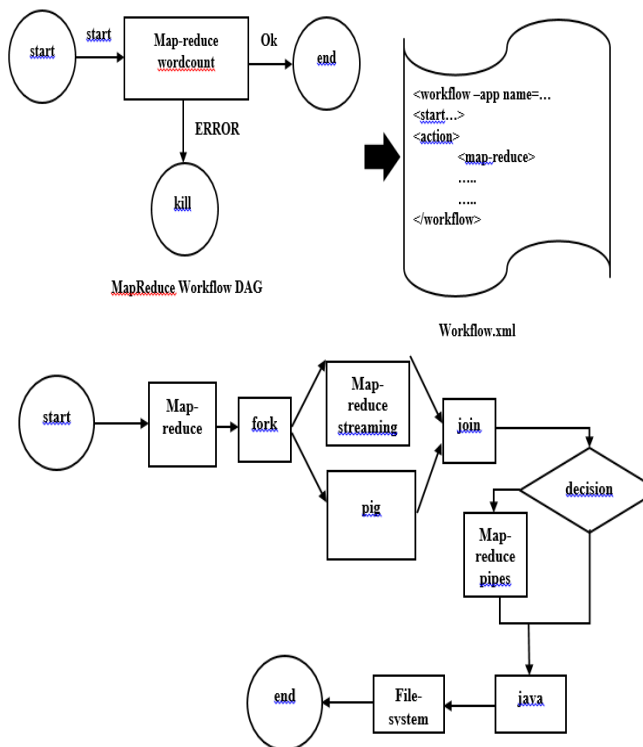 start
start
Map-reduce
wordcount
Ok
end
ERROR
kill
MapReduce Workflow DAG
<workflow –app name=…
<start…>
<action>
<map-reduce>
…..
…..
</workflow>
Workflow.xml
start
Map-
reduce
fork
Map-
reduce
streaming
pig
join
decision
Map-
reduce
pipes
java
File-
system
end